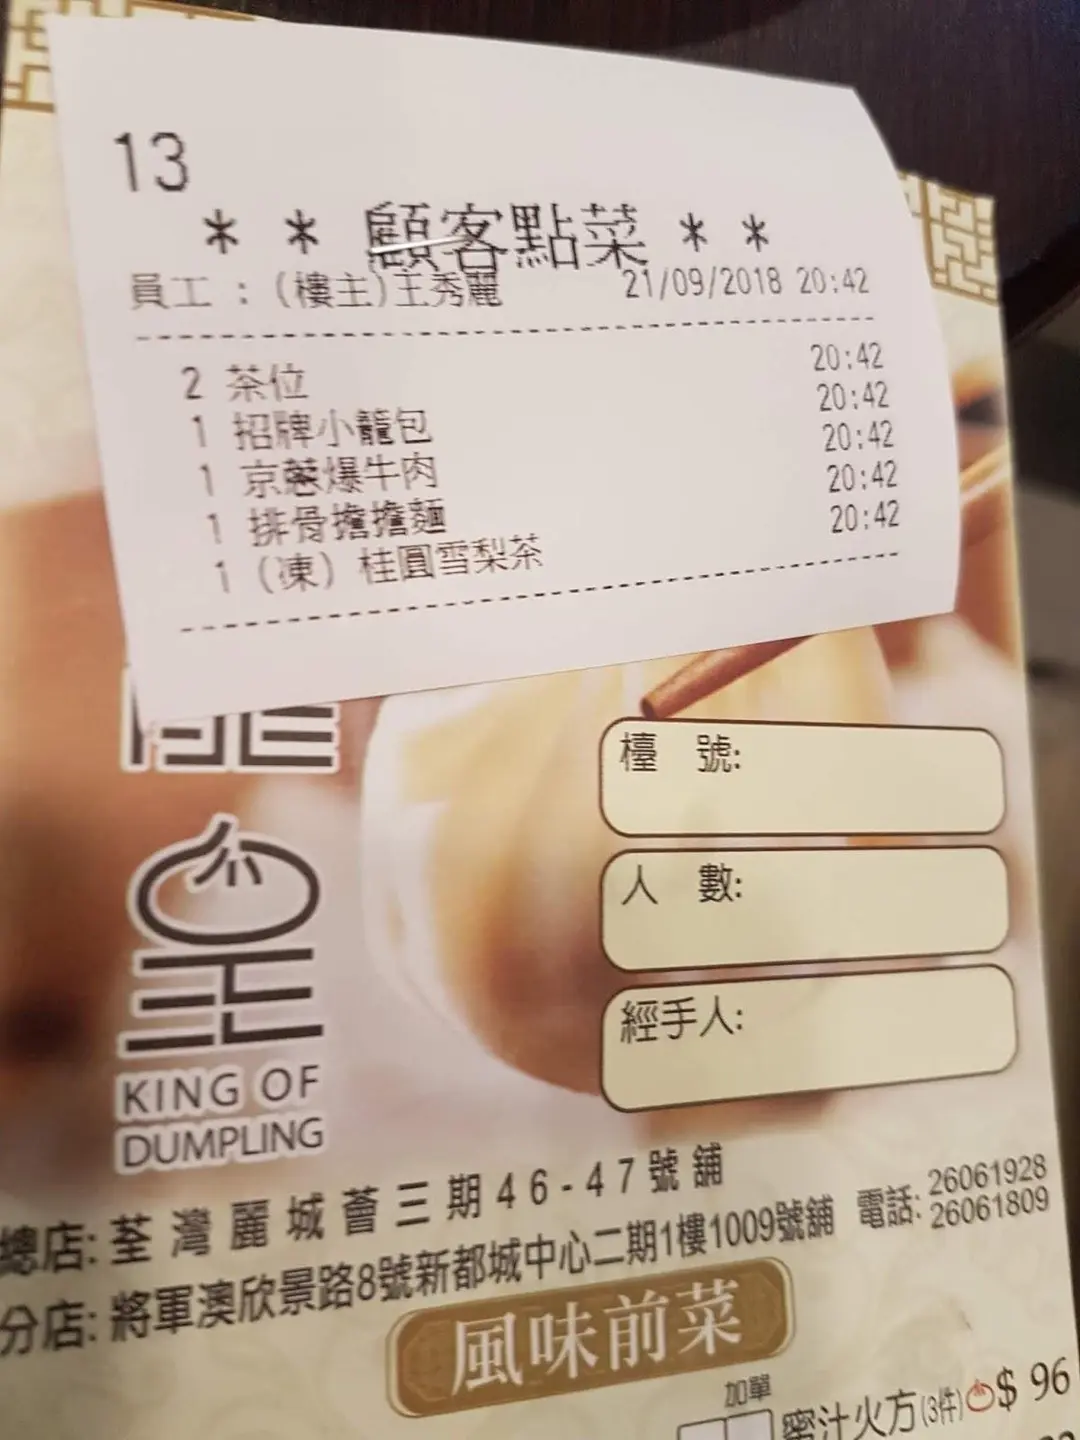 13
* * 顧客點菜 * *
員工 : (樓主)王秀麗 21/09/2018 20:42
2 茶位 20:42
1 招牌小籠包 20:42
1 京葱爆牛肉 20:42
1 排骨擔擔麵 20:42
1 (凍) 桂圓雪梨茶 20:42
檯 號:
人 數:
經手人:
KING OF
DUMPLING
總店: 荃灣麗城薈三期46-47號舖
分店: 將軍澳欣景路8號新都城中心二期1樓1009號舖 電話: 26061928
26061809
風味前菜
加單
蜜汁火方(3件) $ 96